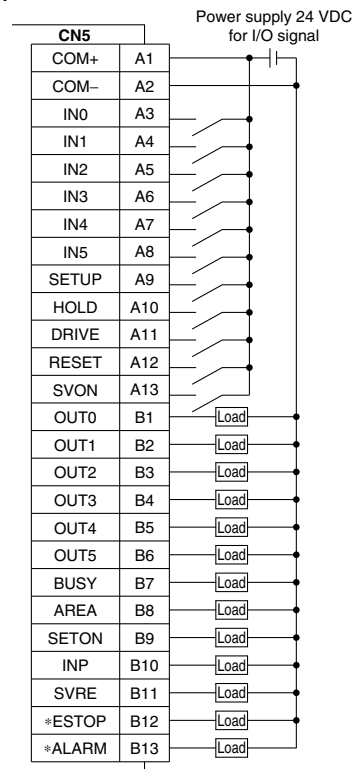 Power supply 24 VDC
for I/O signal
CN5
COM+ A1
COM− A2
IN0 A3
IN1 A4
IN2 A5
IN3 A6
IN4 A7
IN5 A8
SETUP A9
HOLD A10
DRIVE A11
RESET A12
SVON A13
OUT0 B1 Load
OUT1 B2 Load
OUT2 B3 Load
OUT3 B4 Load
OUT4 B5 Load
OUT5 B6 Load
BUSY B7 Load
AREA B8 Load
SETON B9 Load
INP B10 Load
SVRE B11 Load
*ESTOP B12 Load
*ALARM B13 Load